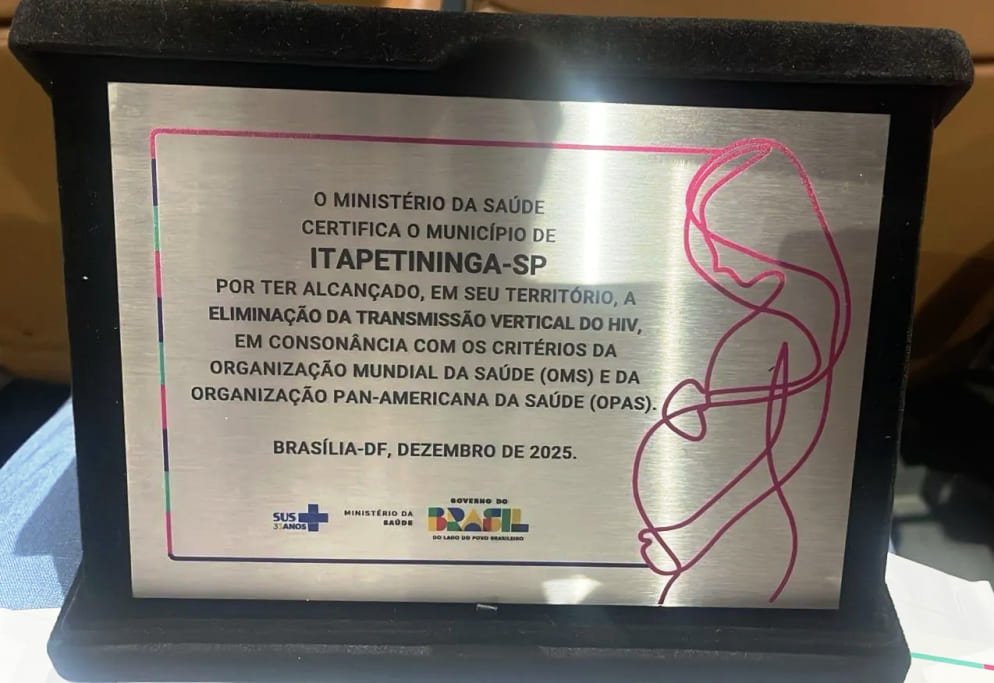 O MINISTÉRIO DA SAÚDE
CERTIFICA O MUNICÍPIO DE
ITAPETININGA-SP
POR TER ALCANÇADO, EM SEU TERRITÓRIO, A
ELIMINAÇÃO DA TRANSMISSÃO VERTICAL DO HIV,
EM CONSONÂNCIA COM OS CRITÉRIOS DA
ORGANIZAÇÃO MUNDIAL DA SAÚDE (OMS) E DA
ORGANIZAÇÃO PAN-AMERICANA DA SAÚDE (OPAS).
BRASÍLIA-DF, DEZEMBRO DE 2025.
SUS
35 ANOS
MINISTÉRIO DA
SAÚDE
GOVERNO DO
BRASIL
DO LADO DO POVO BRASILEIRO